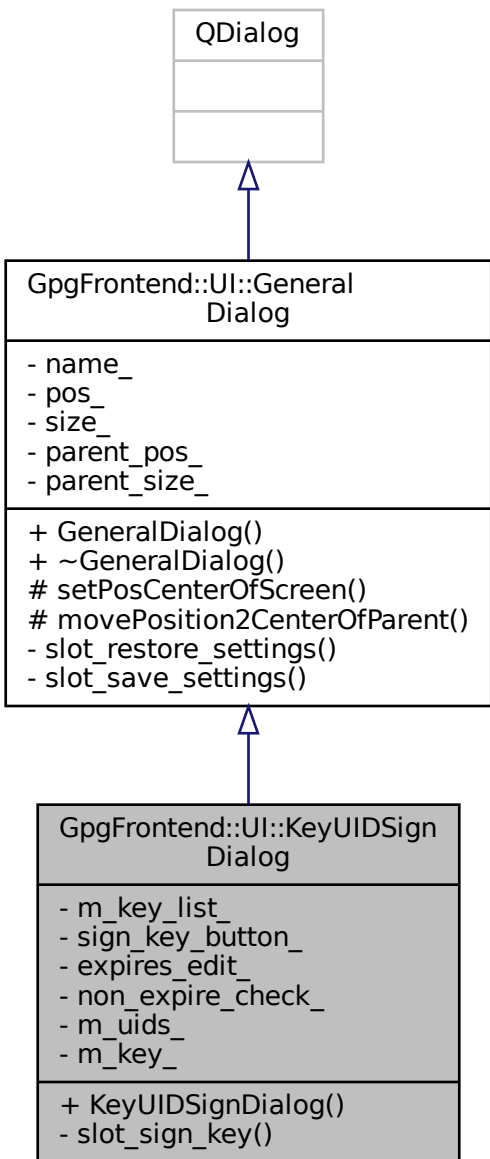 QDialog
GpgFrontend::UI::General
Dialog
- name_
- pos_
- size_
- parent_pos_
- parent_size_
+ GeneralDialog()
+ ~GeneralDialog()
# setPosCenterOfScreen()
# movePosition2CenterOfParent()
- slot_restore_settings()
- slot_save_settings()
GpgFrontend::UI::KeyUIDSign
Dialog
- m_key_list_
- sign_key_button_
- expires_edit_
- non_expire_check_
- m_uids_
- m_key_
+ KeyUIDSignDialog()
- slot_sign_key()